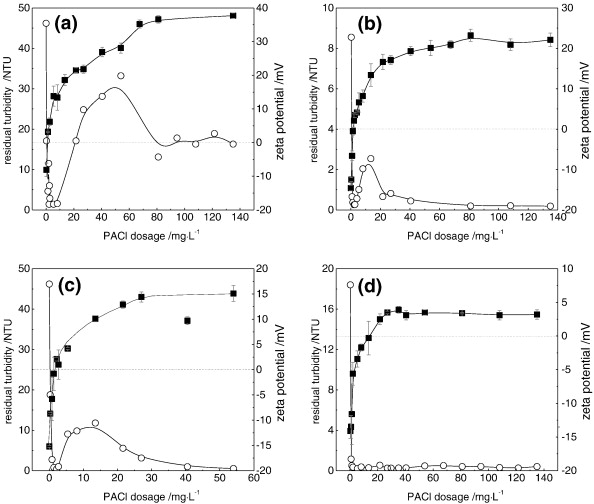 (a)
residual turbidity /NTU
50
40
30
20
10
0
zeta potential /mV
40
30
20
10
0
-10
-20
0 20 40 60 80 100 120 140
PACl dosage /mg·L-1
(b)
residual turbidity /NTU
10
8
6
4
2
0
zeta potential /mV
30
20
10
0
-10
-20
0 20 40 60 80 100 120 140
PACl dosage /mg·L-1
(c)
residual turbidity /NTU
50
40
30
20
10
0
zeta potential /mV
20
15
10
5
0
-5
-10
-15
-20
0 10 20 30 40 50 60
PACl dosage /mg·L-1
(d)
residual turbidity /NTU
20
16
12
8
4
0
zeta potential /mV
10
5
0
-5
-10
-15
-20
0 20 40 60 80 100 120 140
PACl dosage /mg·L-1